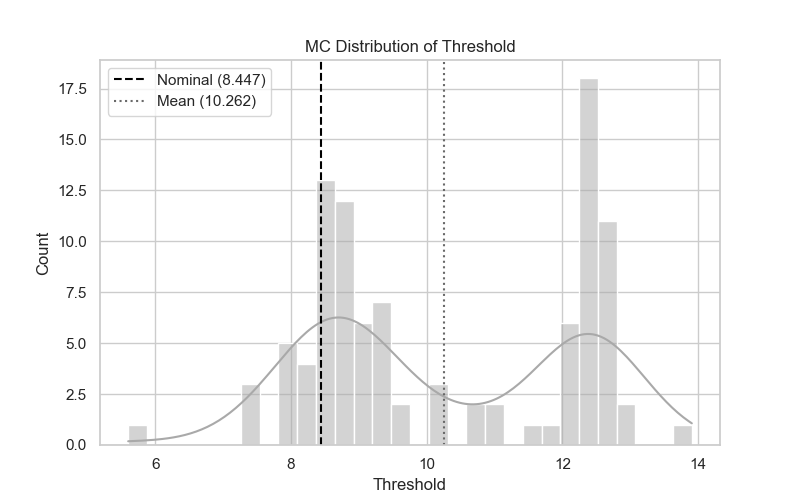 MC Distribution of Threshold
Nominal (8.447)
Mean (10.262)
17.5
15.0
12.5
10.0
7.5
5.0
2.5
0.0
Count
6 8 10 12 14
Threshold